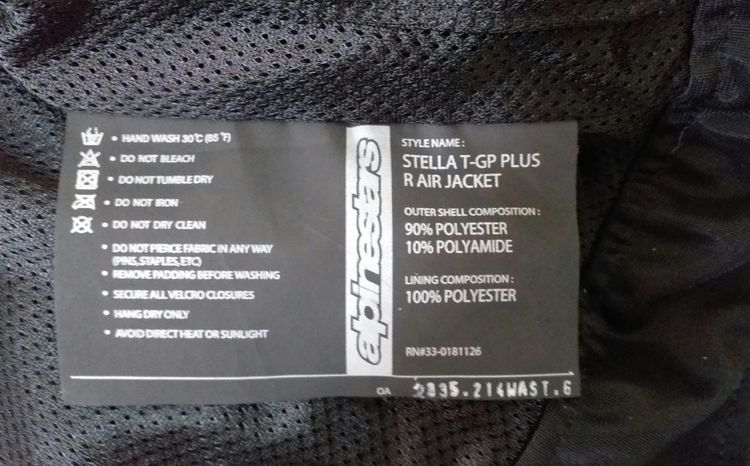 • HAND WASH 30°C (85 °F)
• DO NOT BLEACH
• DO NOT TUMBLE DRY
• DO NOT IRON
• DO NOT DRY CLEAN
• DO NOT PIERCE FABRIC IN ANY WAY
(PINS, STAPLES, ETC)
• REMOVE PADDING BEFORE WASHING
• SECURE ALL VELCRO CLOSURES
• HANG DRY ONLY
• AVOID DIRECT HEAT OR SUNLIGHT
alpinestars
STYLE NAME :
STELLA T-GP PLUS
R AIR JACKET
OUTER SHELL COMPOSITION :
90% POLYESTER
10% POLYAMIDE
LINING COMPOSITION :
100% POLYESTER
RN#33-0181126
OA